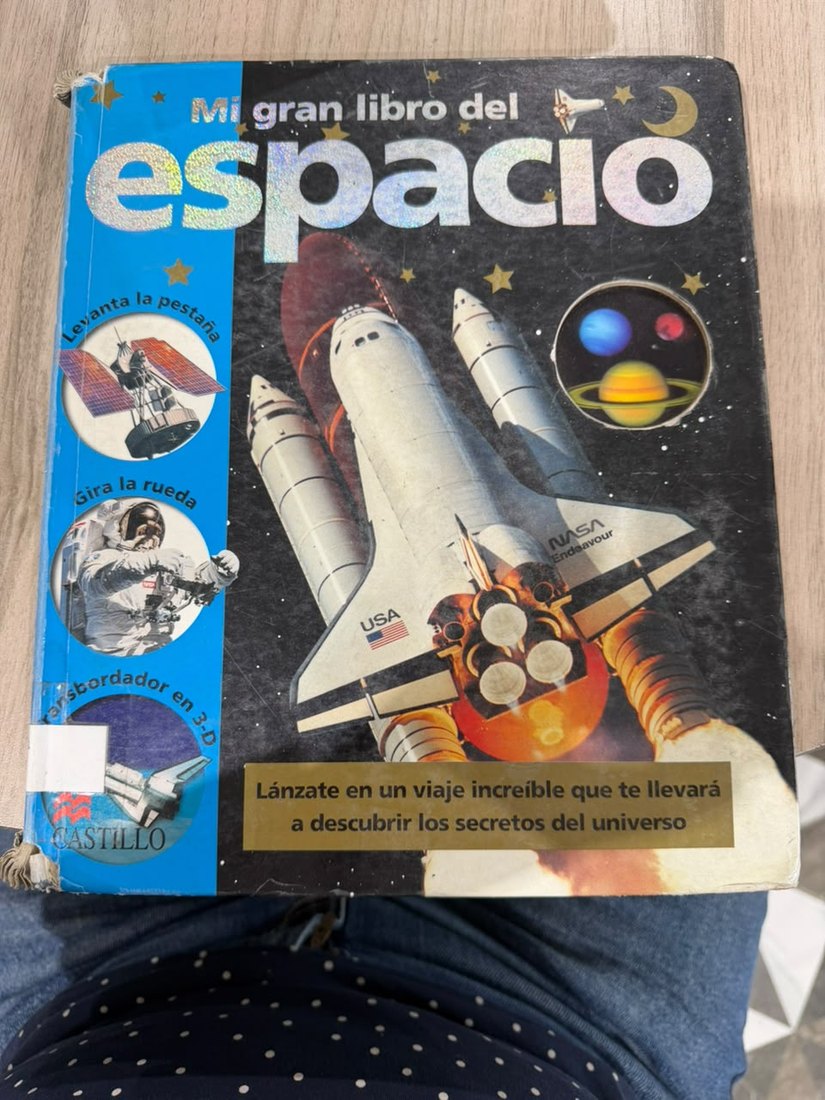 Mi gran libro del
espacio
Levanta la pestaña
Gira la rueda
Transbordador en 3-D
CASTILLO
USA
NASA
Endeavour
Lánzate en un viaje increíble que te llevará
a descubrir los secretos del universo